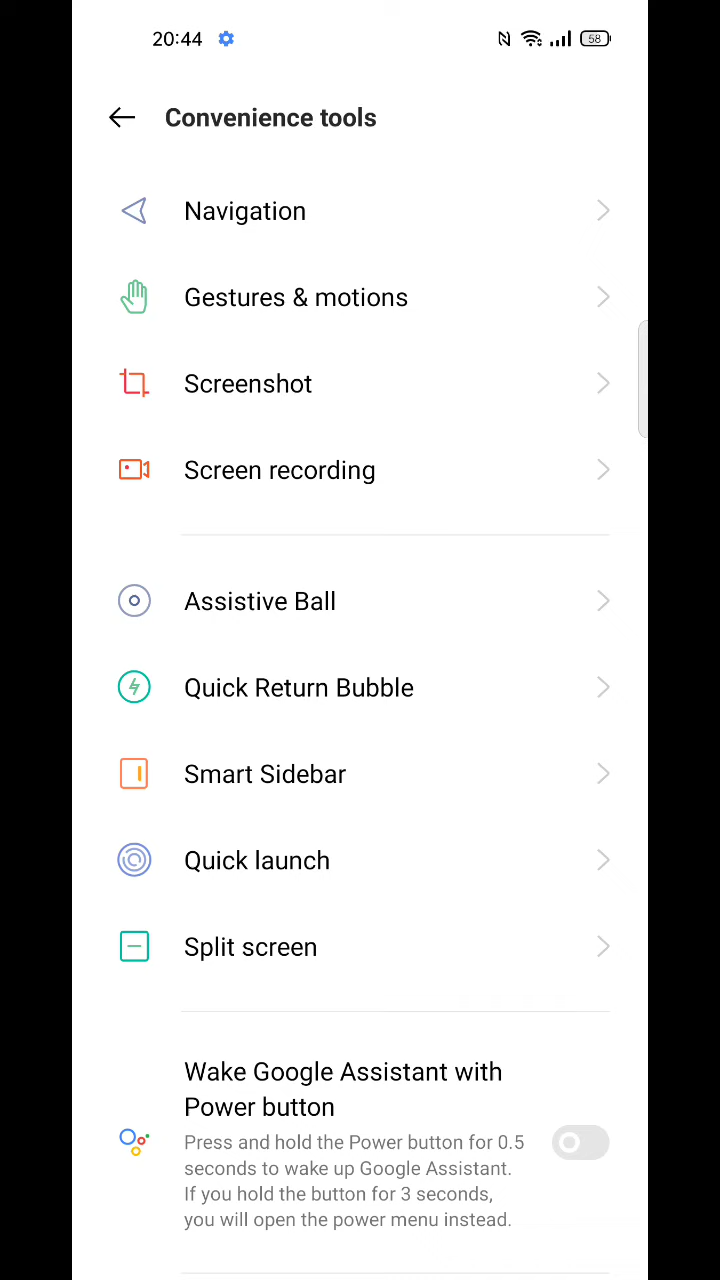 20:44
58
Convenience tools
Navigation
Gestures & motions
Screenshot
Screen recording
Assistive Ball
Quick Return Bubble
Smart Sidebar
Quick launch
Split screen
Wake Google Assistant with
Power button
Press and hold the Power button for 0.5
seconds to wake up Google Assistant.
If you hold the button for 3 seconds,
you will open the power menu instead.